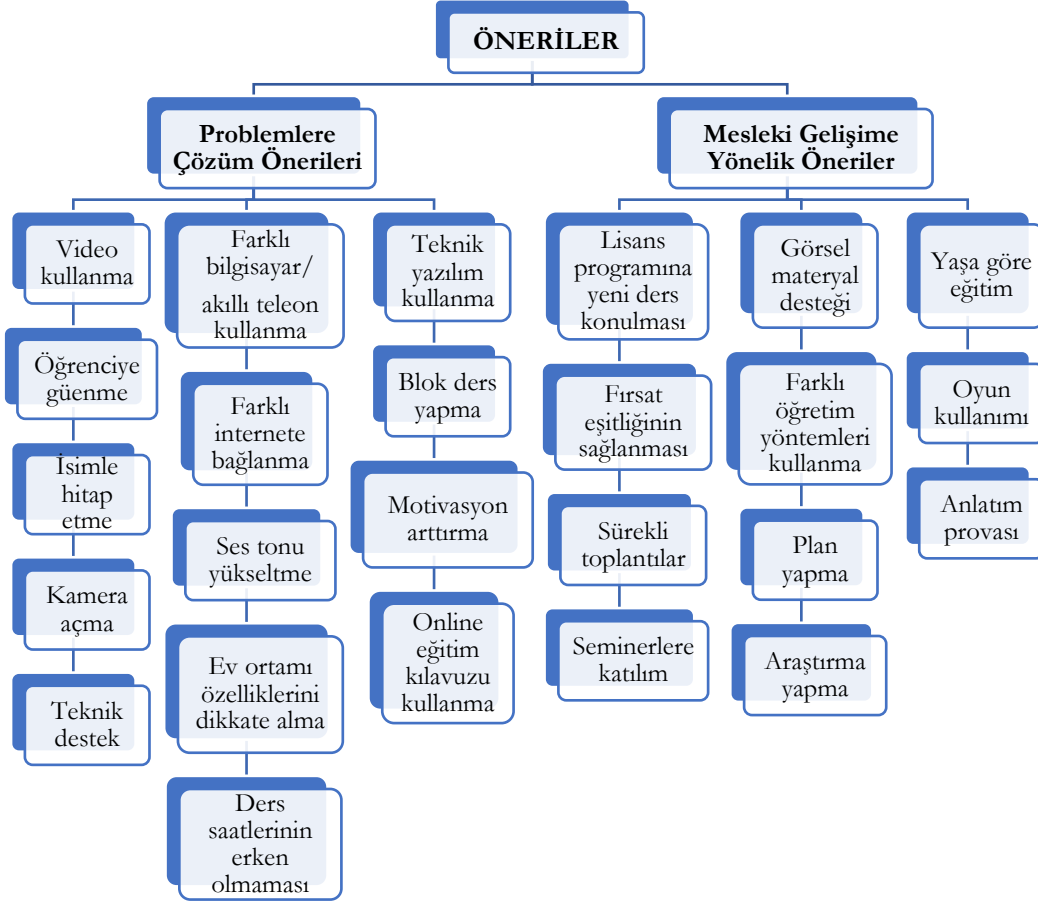 ÖNERİLER
Problemlere
Çözüm Önerileri
Video
kullanma
Öğrenciye
güenme
İsimle
hitap
etme
Kamera
açma
Teknik
destek
Farklı
bilgisayar/
akıllı teleon
kullanma
Farklı
internete
bağlanma
Ses tonu
yükseltme
Ev ortamı
özelliklerini
dikkate alma
Ders
saatlerinin
erken
olmaması
Teknik
yazılım
kullanma
Blok ders
yapma
Motivasyon
arttırma
Online
eğitim
kılavuzu
kullanma
Mesleki Gelişime
Yönelik Öneriler
Lisans
programına
yeni ders
konulması
Fırsat
eşitliğinin
sağlanması
Sürekli
toplantılar
Seminerlere
katılım
Görsel
materyal
desteği
Farklı
öğretim
yöntemleri
kullanma
Plan
yapma
Araştırma
yapma
Yaşa göre
eğitim
Oyun
kullanımı
Anlatım
provası